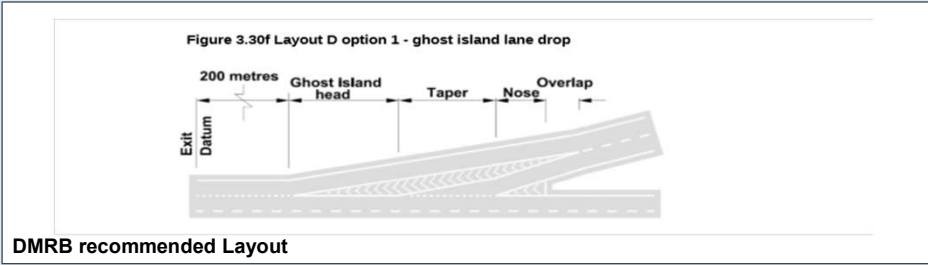 Figure 3.30f Layout D option 1 - ghost island lane drop
200 metres
Ghost Island
head
Taper
Nose
Overlap
Exit
Datum
DMRB recommended Layout